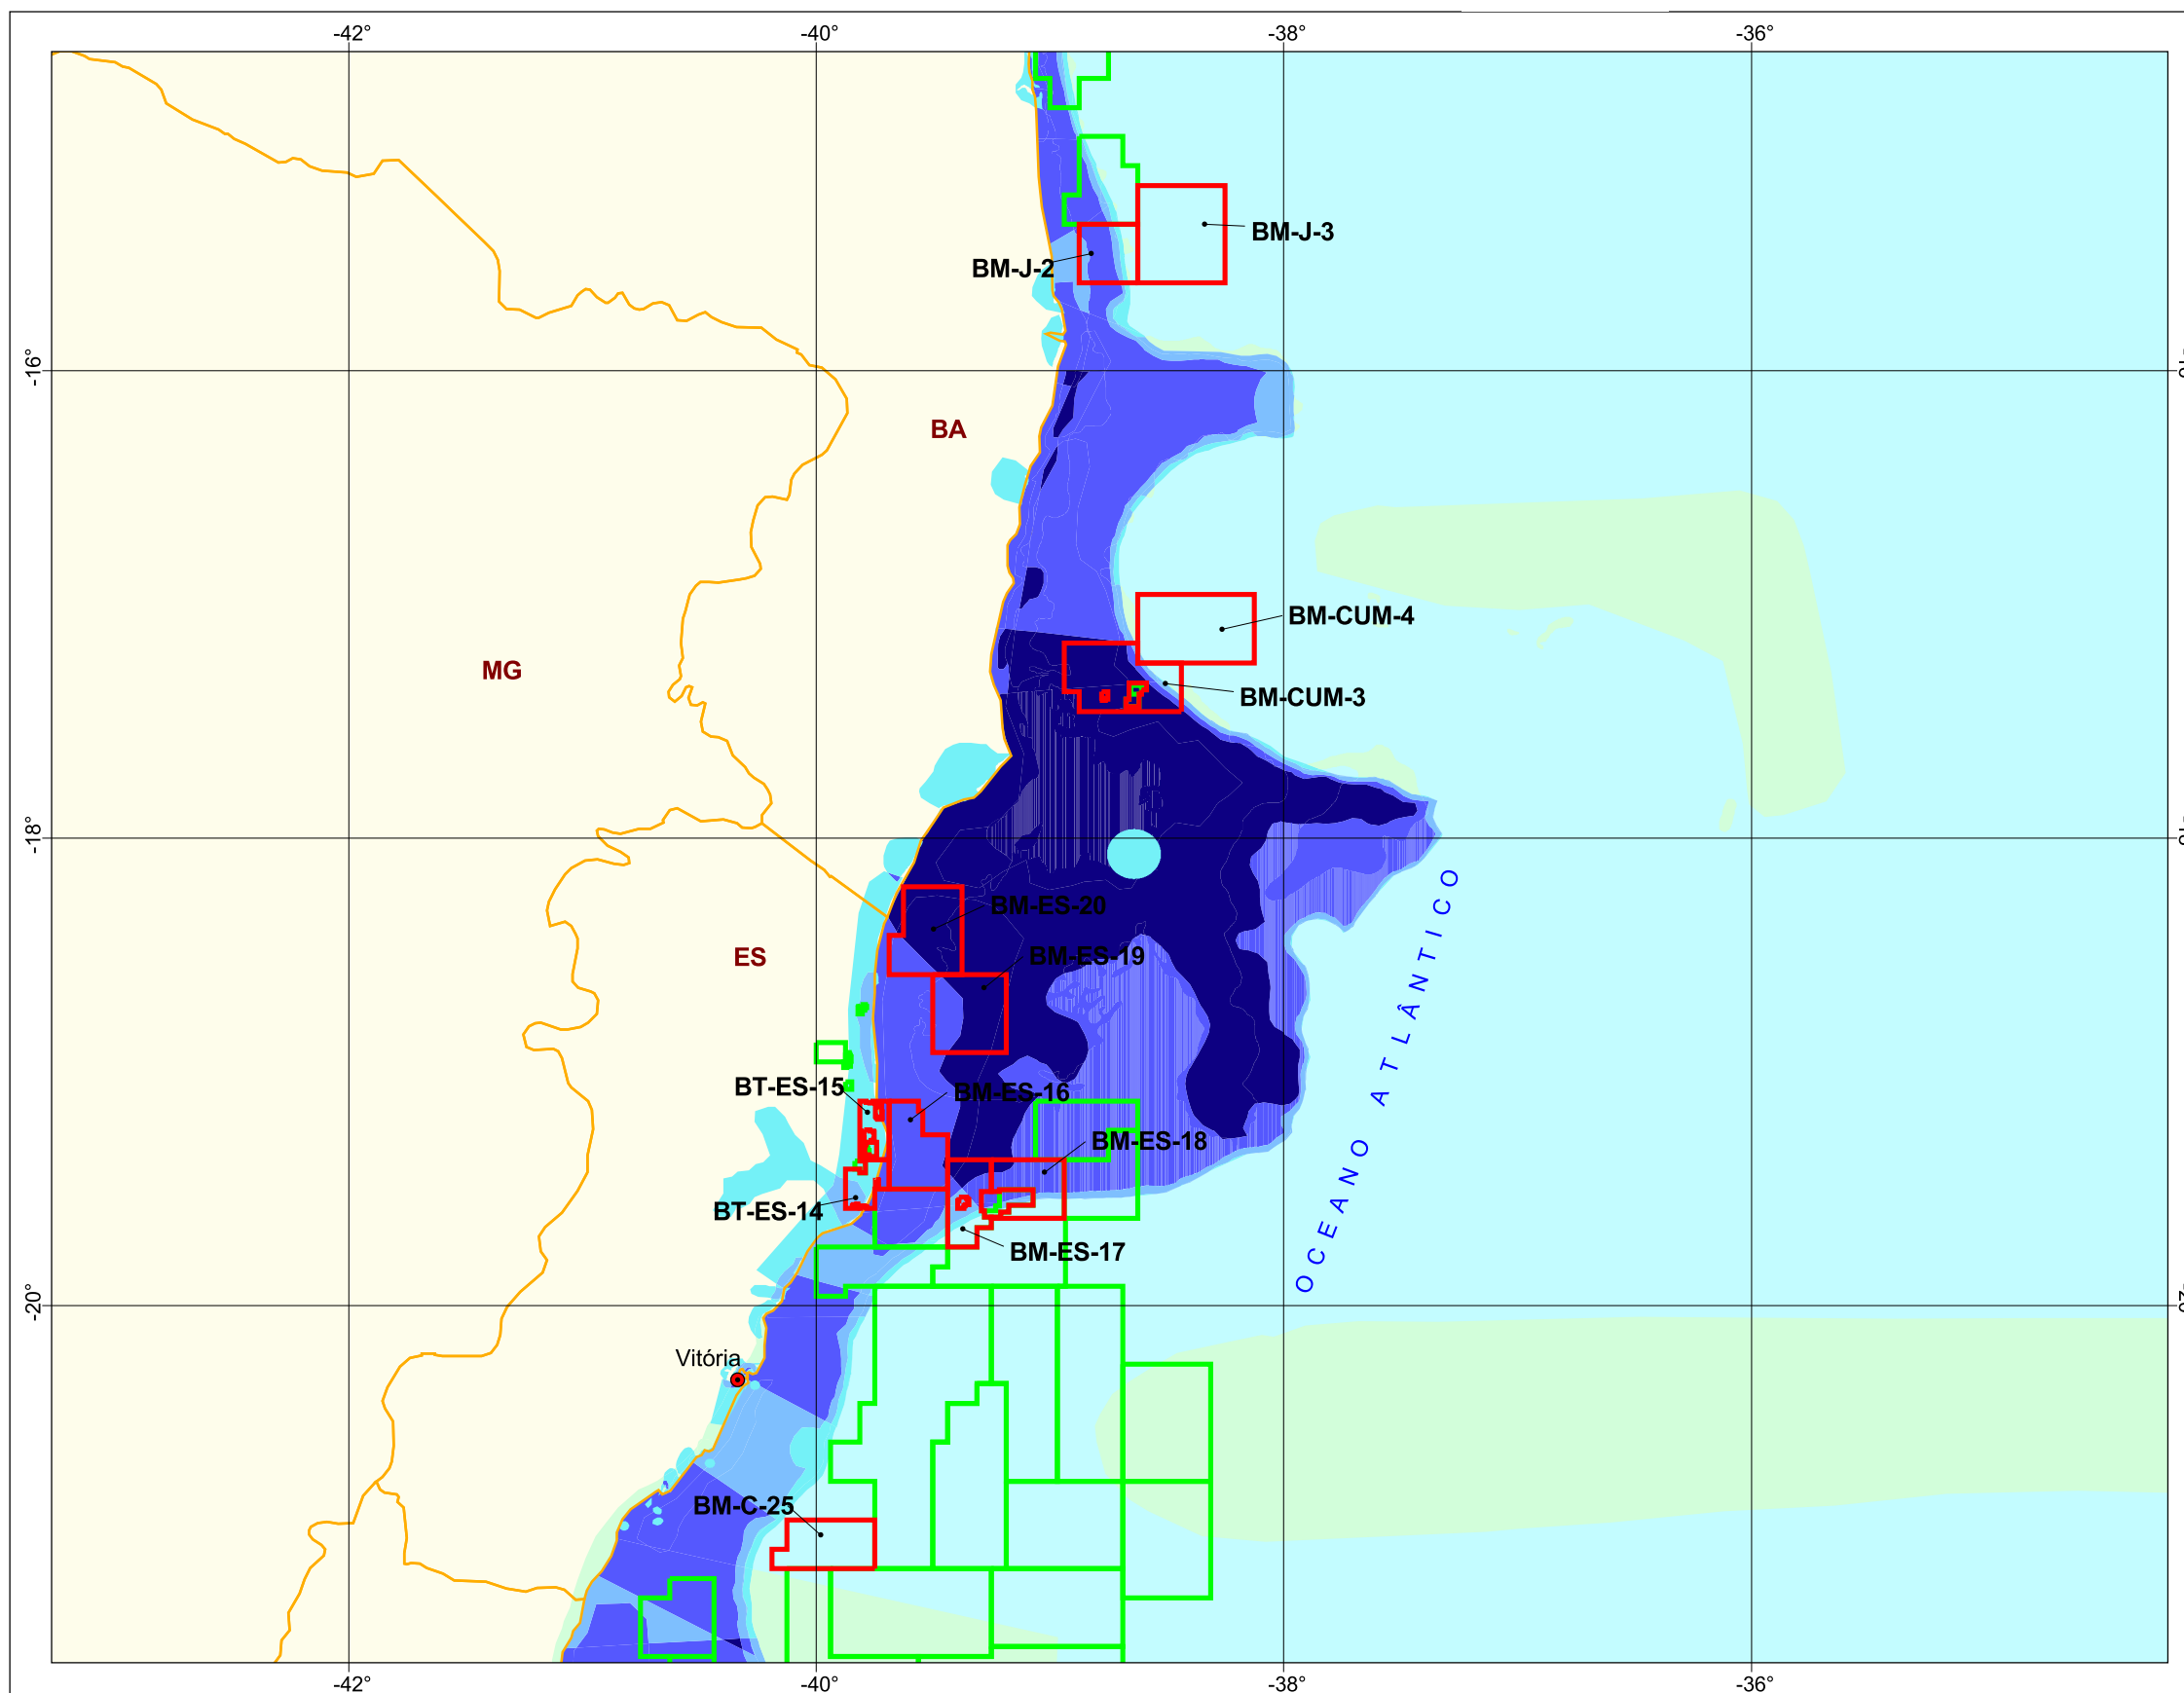 -42° -40° -38° -36°
BM-J-3
BM-J-2
-16°
BA
BM-CUM-4
MG
BM-CUM-3
-18°
BM-ES-20
BM-ES-19
ES
OCEANO ATLÂNTICO
BT-ES-15
BM-ES-16
BM-ES-18
BT-ES-14
BM-ES-17
-20°
Vitória
BM-C-25
-42° -40° -38° -36°